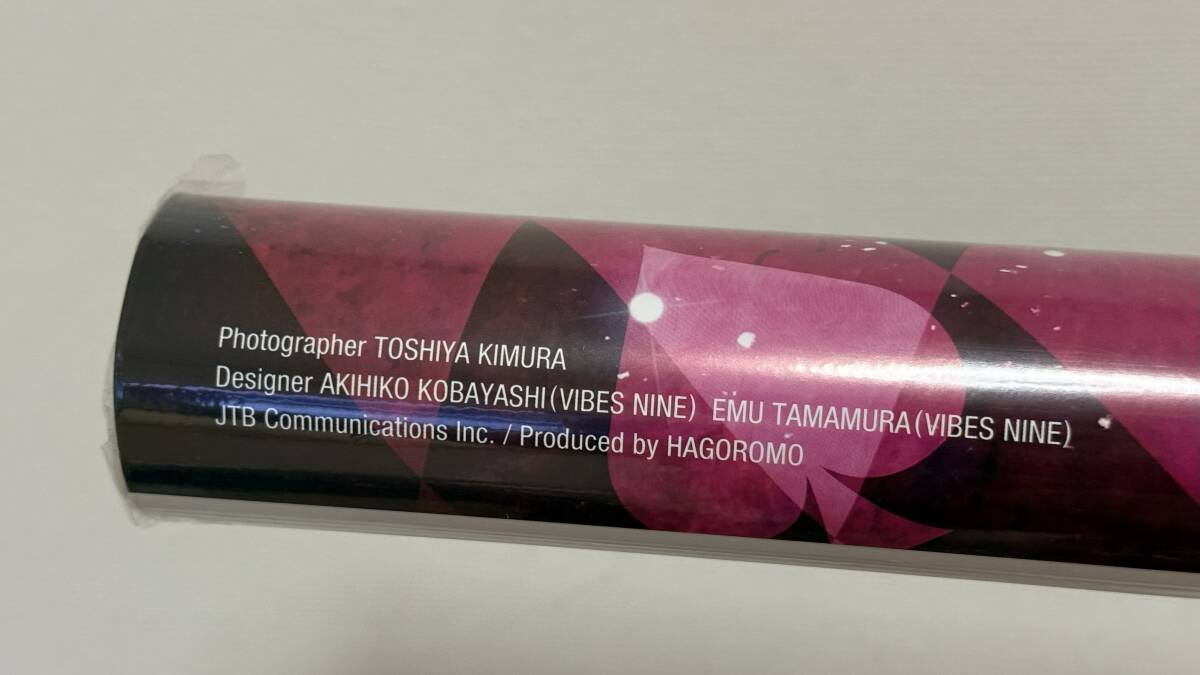 Photographer TOSHIYA KIMURA
Designer AKIHIKO KOBAYASHI(VIBES NINE) EMU TAMAMURA(VIBES NINE)
JTB Communications Inc. / Produced by HAGOROMO